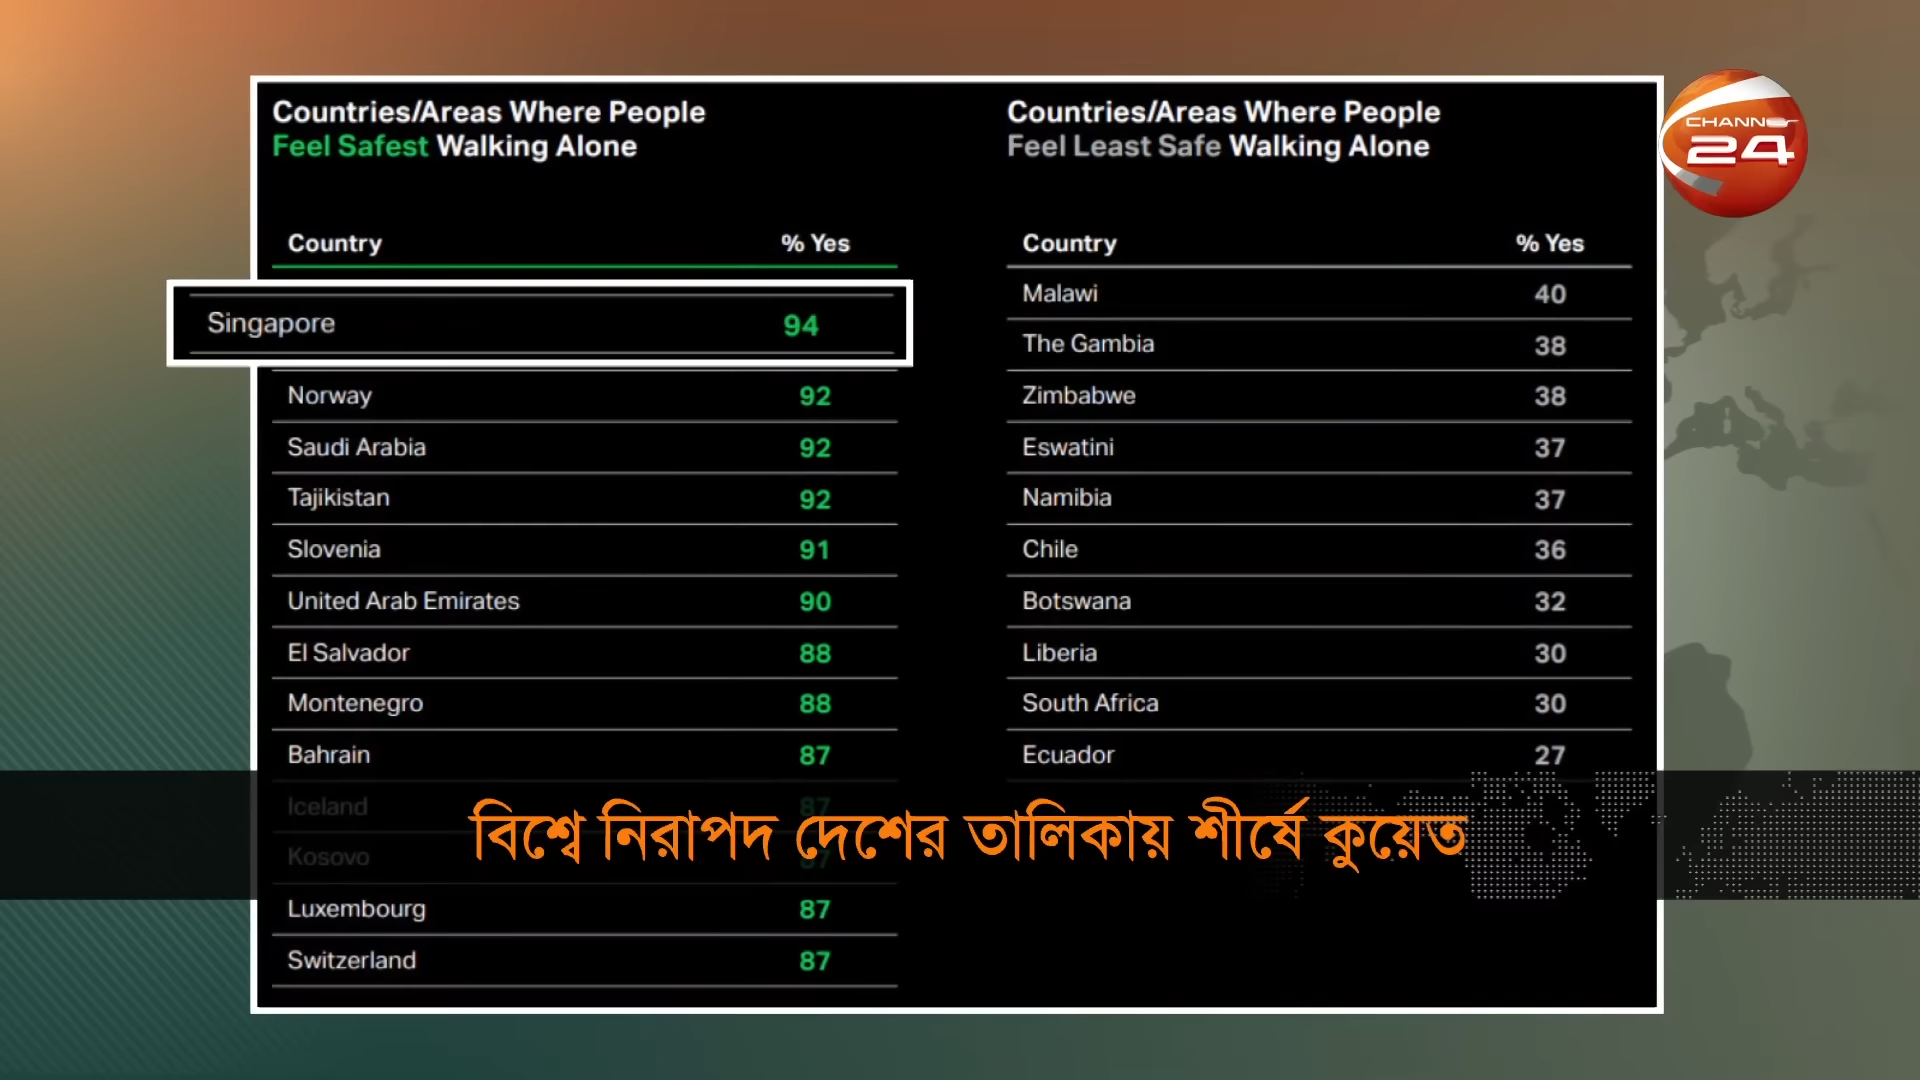 Countries/Areas Where People
Feel Safest Walking Alone
Country % Yes
Singapore 94
Norway 92
Saudi Arabia 92
Tajikistan 92
Slovenia 91
United Arab Emirates 90
El Salvador 88
Montenegro 88
Bahrain 87
Iceland 87
Kosovo 87
Luxembourg 87
Switzerland 87
Countries/Areas Where People
Feel Least Safe Walking Alone
Country % Yes
Malawi 40
The Gambia 38
Zimbabwe 38
Eswatini 37
Namibia 37
Chile 36
Botswana 32
Liberia 30
South Africa 30
Ecuador 27
বিশ্বে নিরাপদ দেশের তালিকায় শীর্ষে কুয়েত
CHANNEL
24